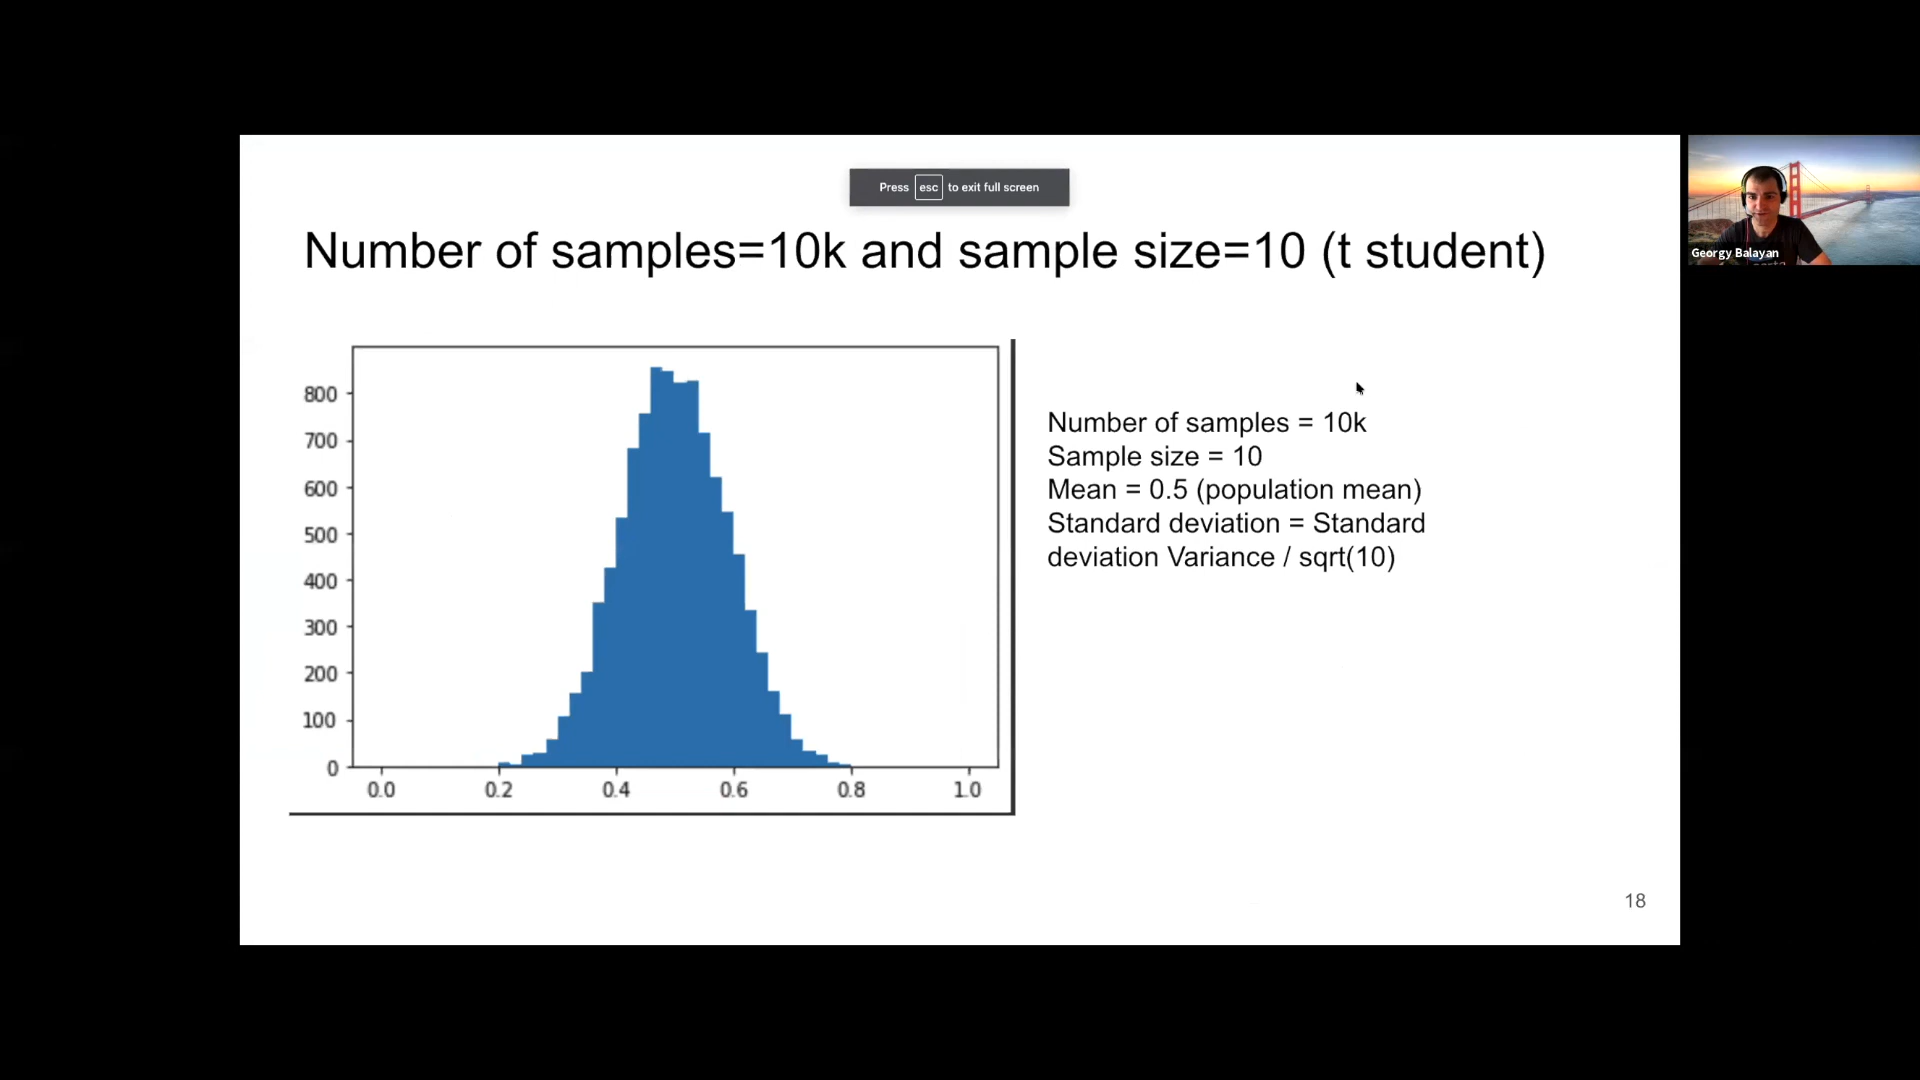 Press esc to exit full screen
Georgy Balayan
Number of samples=10k and sample size=10 (t student)
800
700
600
500
400
300
200
100
0
0.0 0.2 0.4 0.6 0.8 1.0
Number of samples = 10k
Sample size = 10
Mean = 0.5 (population mean)
Standard deviation = Standard
deviation Variance / sqrt(10)
18